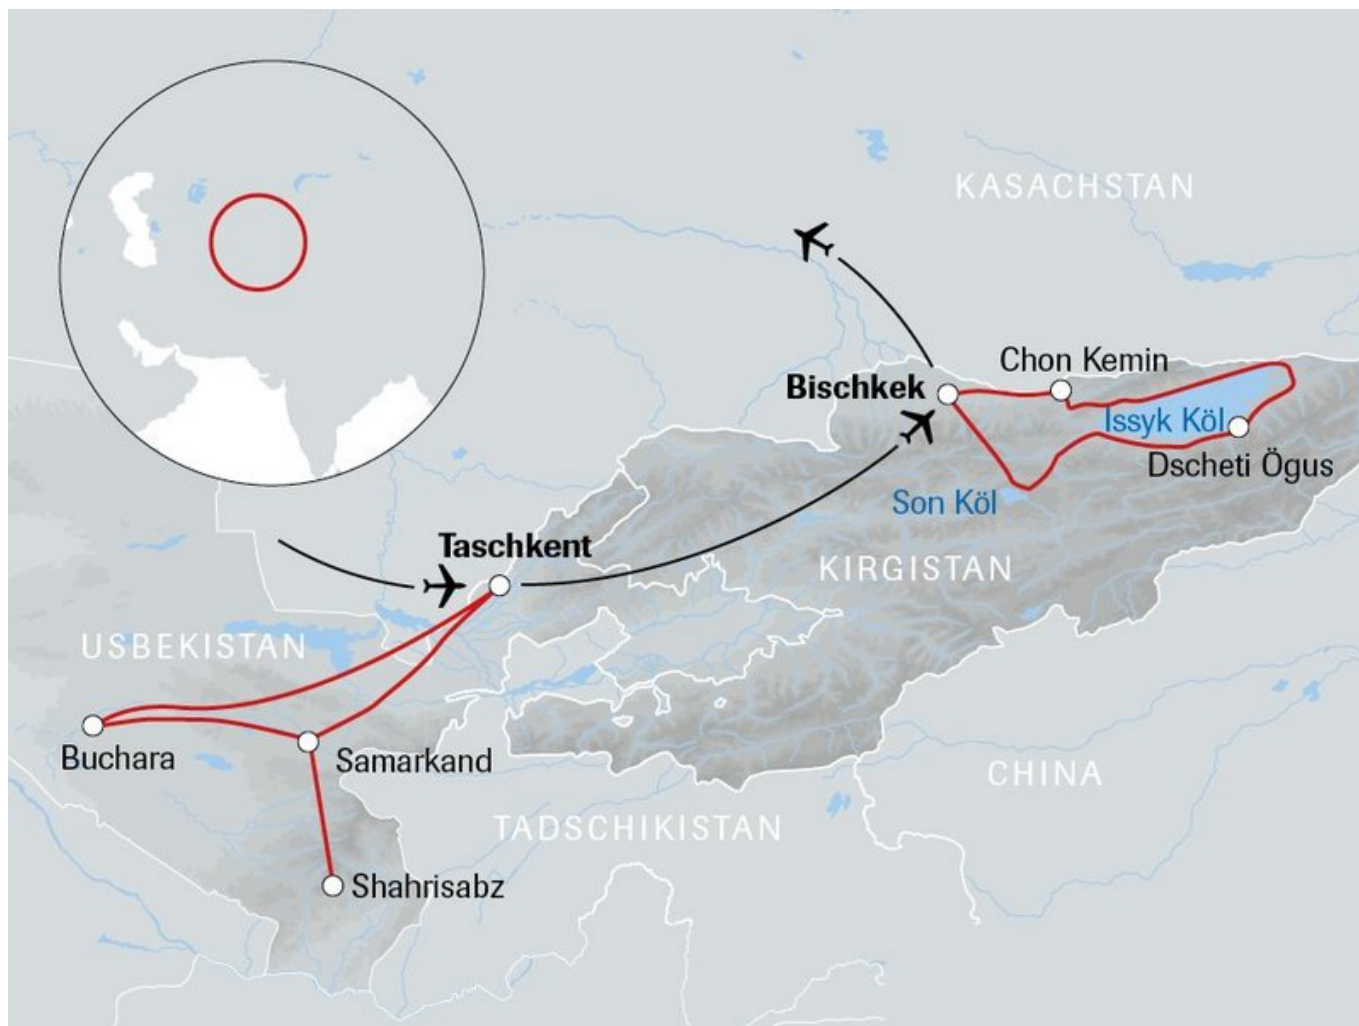 KASACHSTAN
Chon Kemin
Bischkek
Issyk Köl
Dscheti Ögus
Son Köl
Taschkent
KIRGISTAN
USBEKISTAN
Buchara
Samarkand
CHINA
TADSCHIKISTAN
Shahrisabz